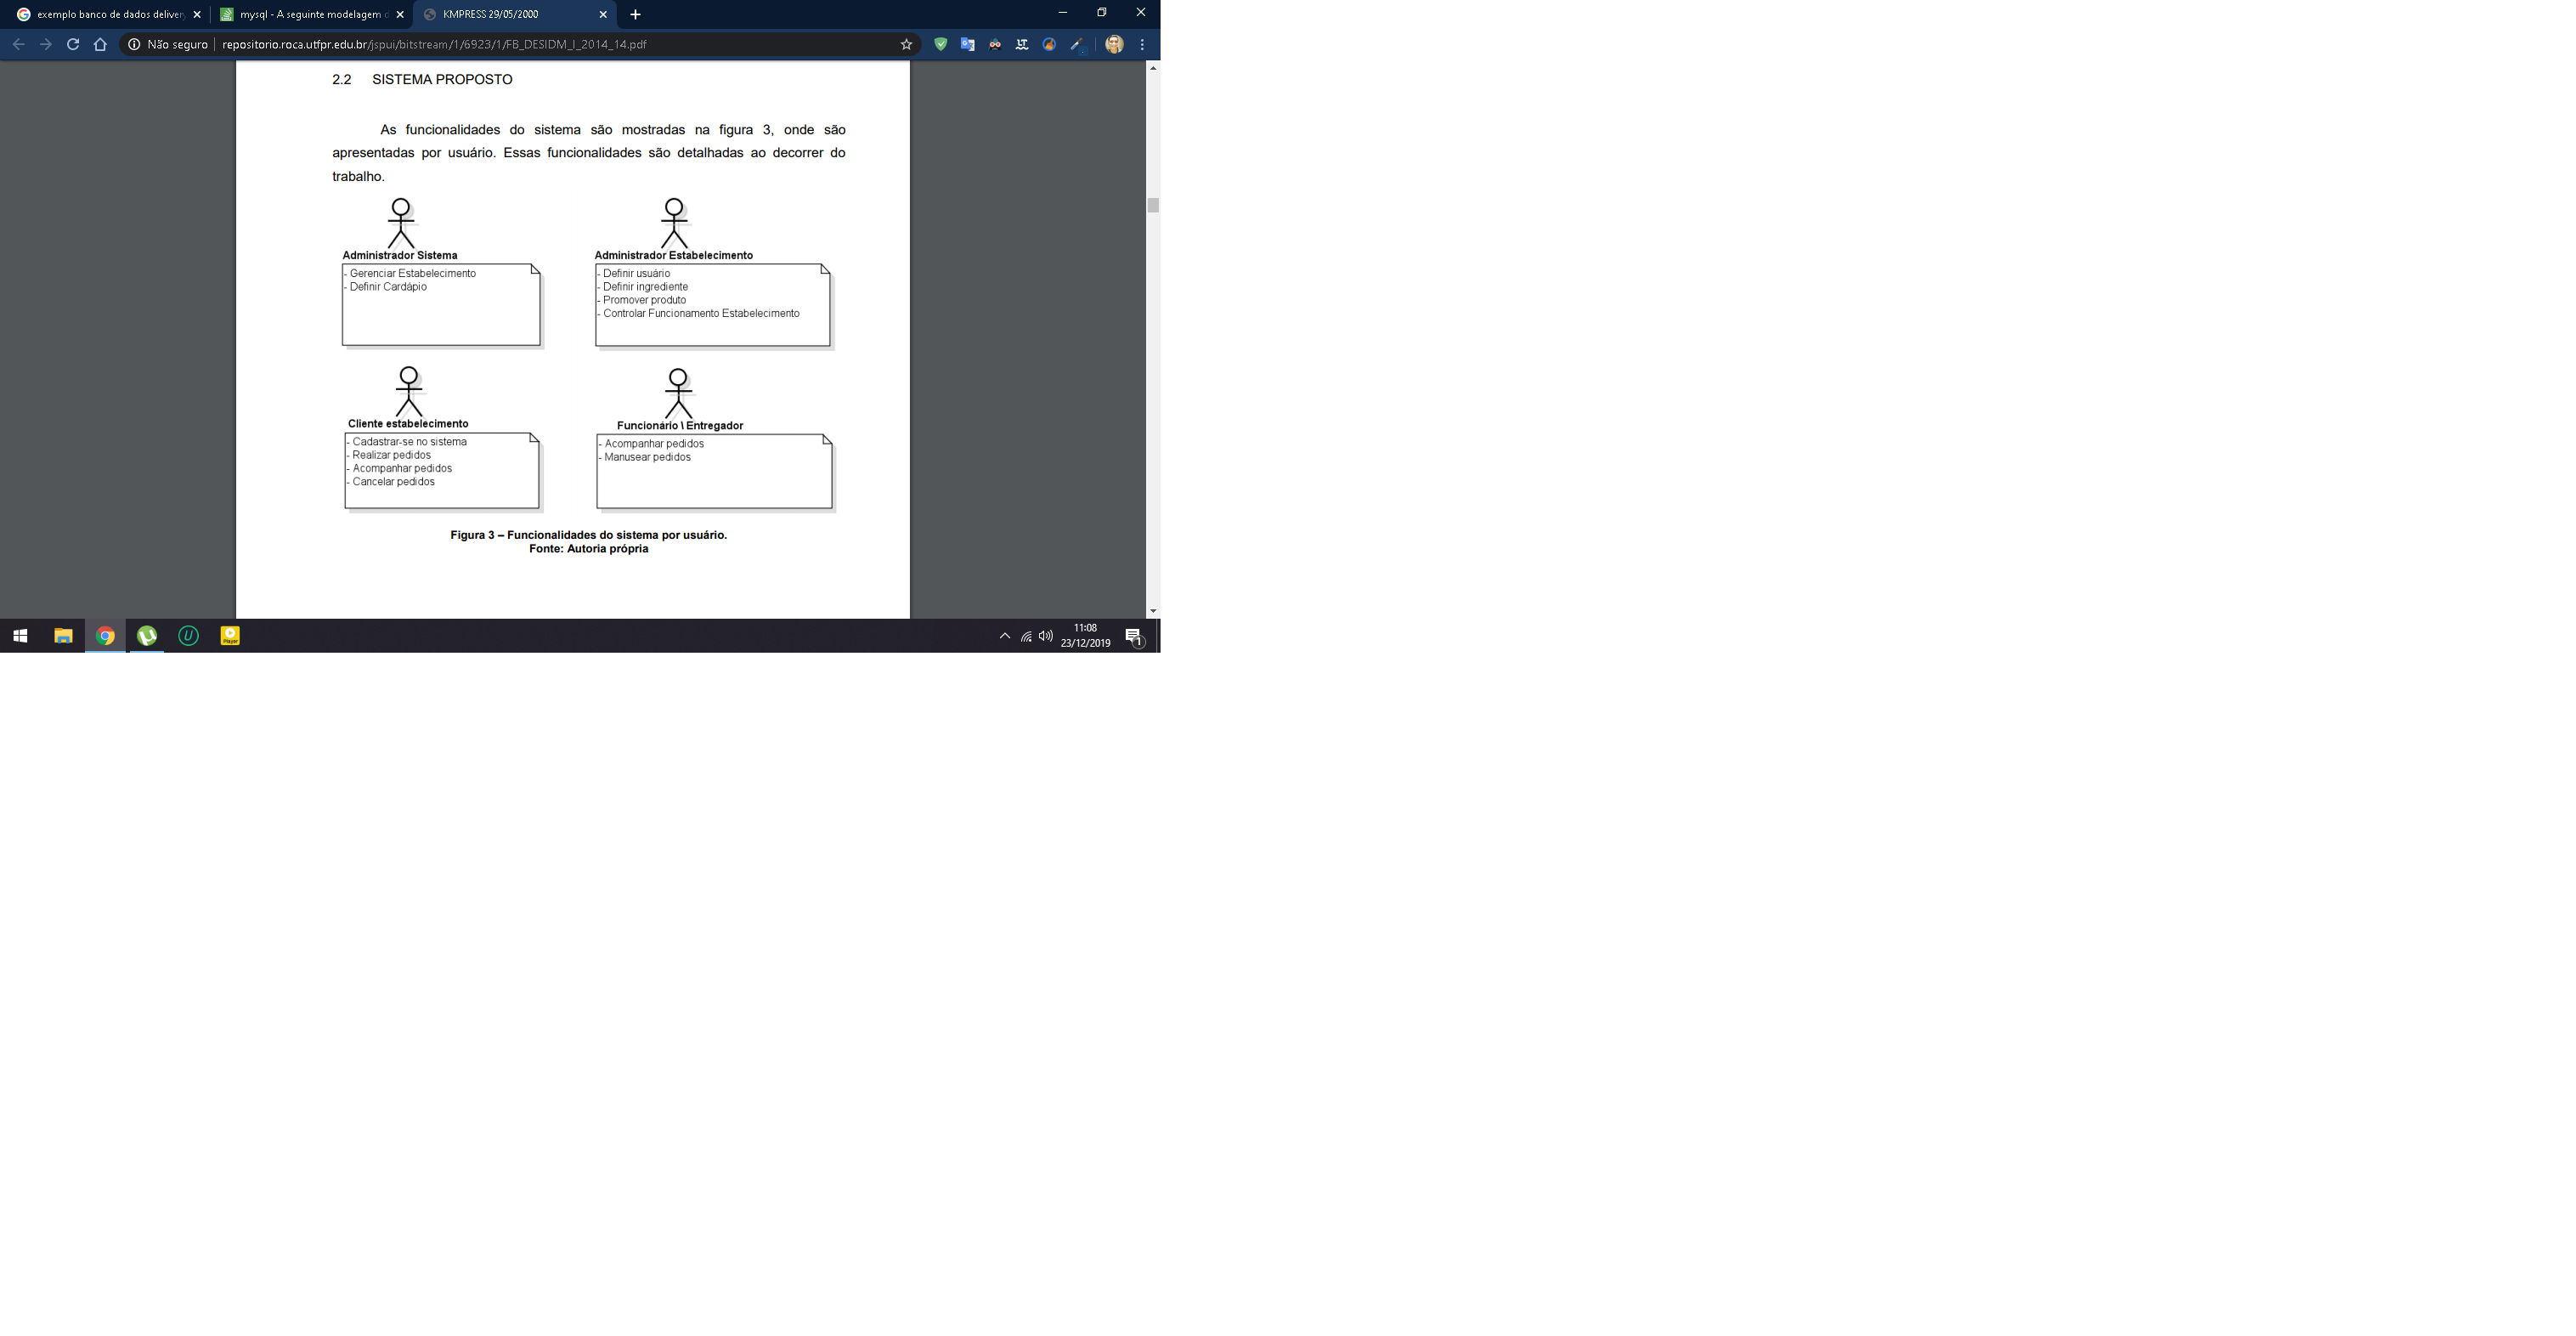 exemplo banco de dados deliver
mysql - A seguinte modelagem d
KMPRESS 29/05/2000
Não seguro
repositorio.roca.utfpr.edu.br/jspui/bitstream/1/6923/1/FB_DESIDM_I_2014_14.pdf
2.2 SISTEMA PROPOSTO
As funcionalidades do sistema são mostradas na figura 3, onde são
apresentadas por usuário. Essas funcionalidades são detalhadas ao decorrer do
trabalho.
Administrador Sistema
- Gerenciar Estabelecimento
- Definir Cardápio
Administrador Estabelecimento
- Definir usuário
- Definir ingrediente
- Promover produto
- Controlar Funcionamento Estabelecimento
Cliente estabelecimento
- Cadastrar-se no sistema
- Realizar pedidos
- Acompanhar pedidos
- Cancelar pedidos
Funcionário \ Entregador
- Acompanhar pedidos
- Manusear pedidos
Figura 3 – Funcionalidades do sistema por usuário.
Fonte: Autoria própria
11:08
23/12/2019
1